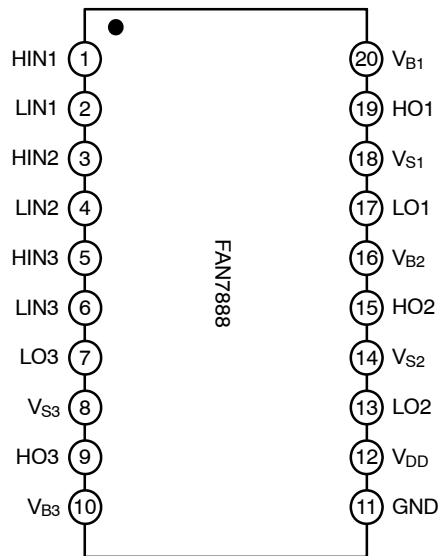 HIN1 1 20 VB1
LIN1 2 19 HO1
HIN2 3 18 VS1
LIN2 4 17 LO1
HIN3 5 16 VB2
LIN3 6 15 HO2
LO3 7 14 VS2
VS3 8 13 LO2
HO3 9 12 VDD
VB3 10 11 GND
FAN7888